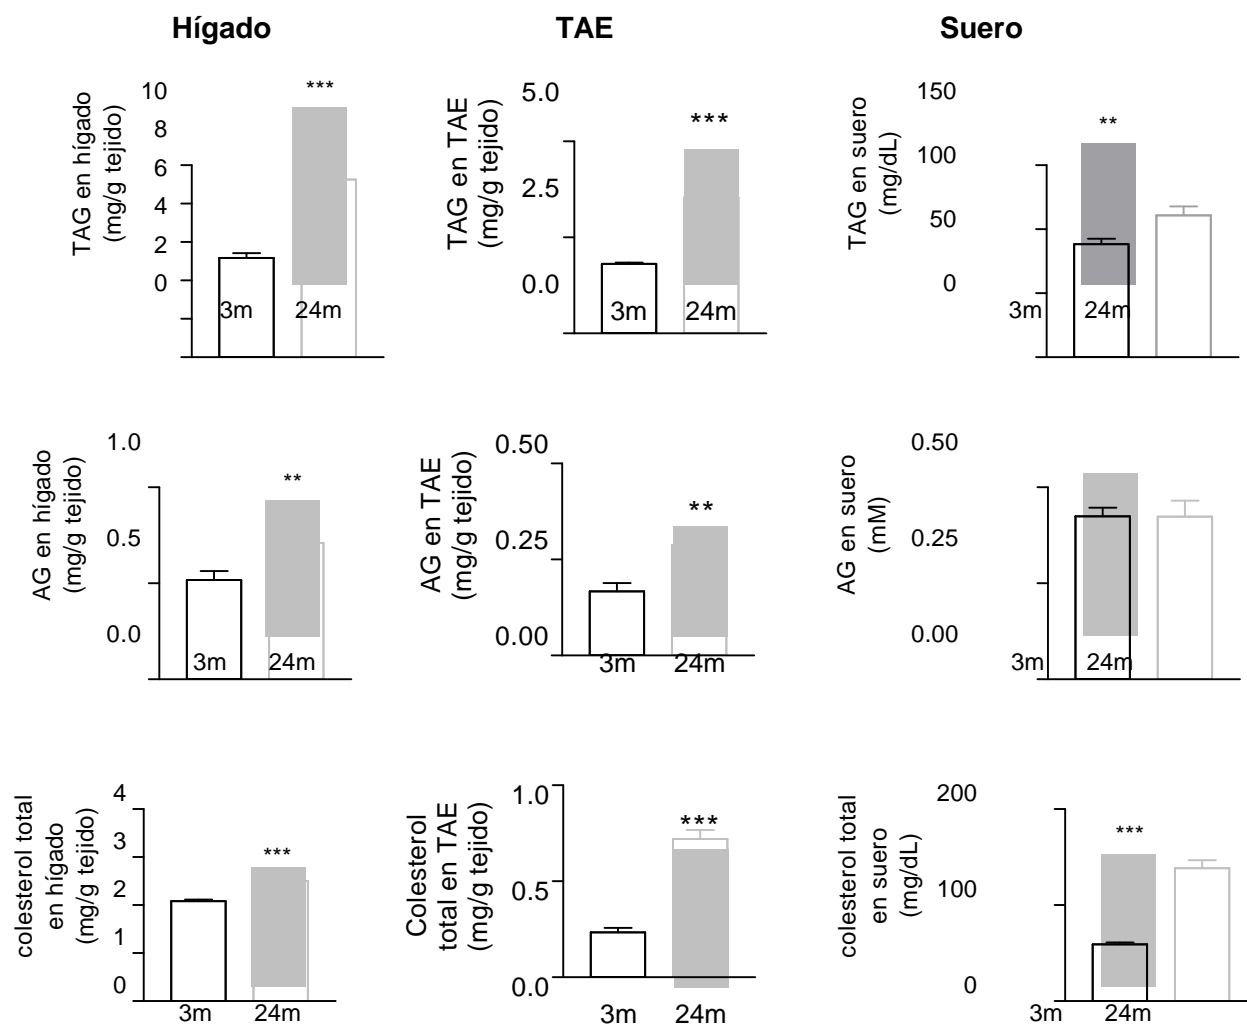 Hígado
TAE
Suero
TAG en hígado
(mg/g tejido)
10
8
6
4
2
0
***
3m
24m
TAG en TAE
(mg/g tejido)
5.0
2.5
0.0
***
3m
24m
TAG en suero
(mg/dL)
150
100
50
0
**
3m
24m
AG en hígado
(mg/g tejido)
1.0
0.5
0.0
**
3m
24m
AG en TAE
(mg/g tejido)
0.50
0.25
0.00
**
3m
24m
AG en suero
(mM)
0.50
0.25
0.00
3m
24m
colesterol total
en hígado
(mg/g tejido)
4
3
2
1
0
***
3m
24m
Colesterol
total en TAE
(mg/g tejido)
1.0
0.5
0.0
***
3m
24m
colesterol total
en suero
(mg/dL)
200
100
0
***
3m
24m